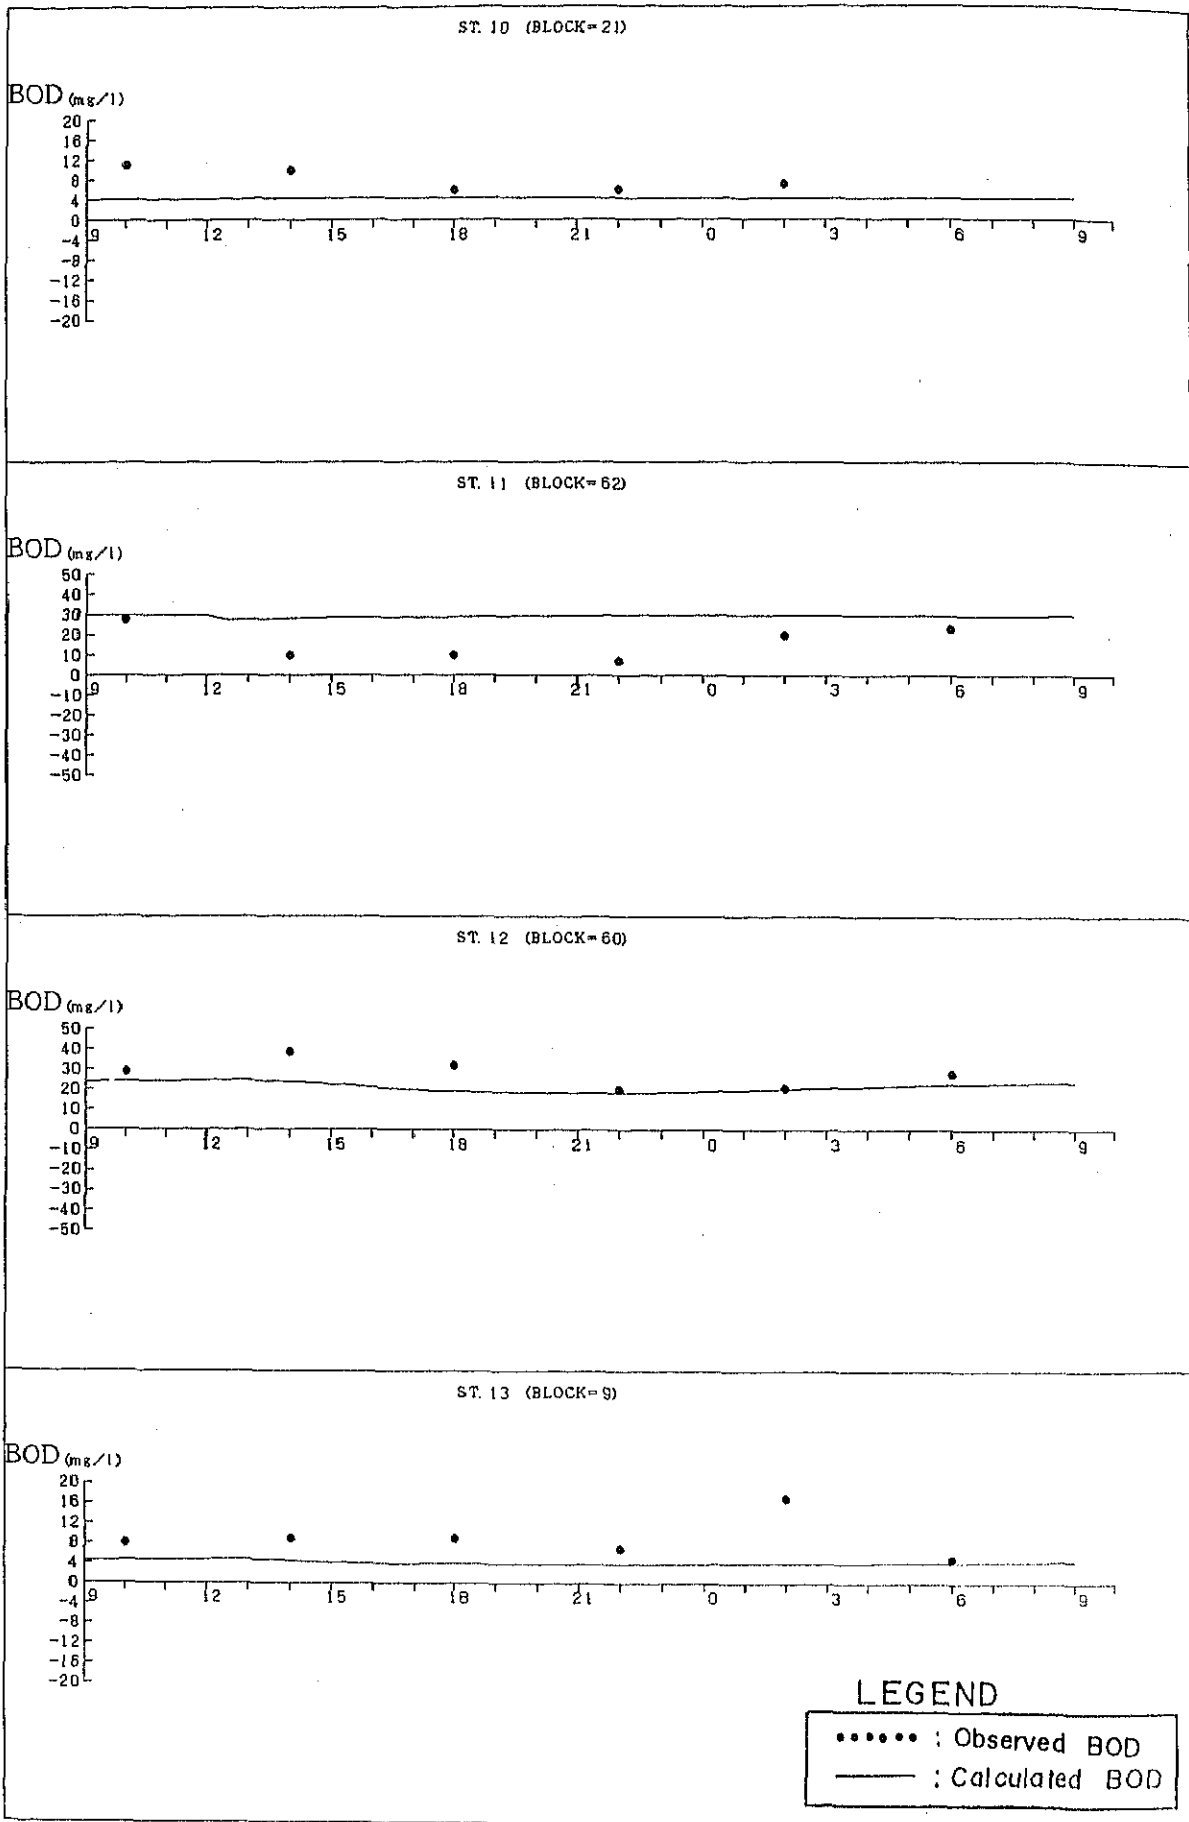 ST. 10 (BLOCK=21)
BOD (mg/l)
20
16
12
8
4
0
9 12 15 18 21 0 3 6 9
-4
-8
-12
-16
-20
ST. 11 (BLOCK=62)
BOD (mg/l)
50
40
30
20
10
0
9 12 15 18 21 0 3 6 9
-10
-20
-30
-40
-50
ST. 12 (BLOCK=60)
BOD (mg/l)
50
40
30
20
10
0
9 12 15 18 21 0 3 6 9
-10
-20
-30
-40
-50
ST. 13 (BLOCK=9)
BOD (mg/l)
20
16
12
8
4
0
9 12 15 18 21 0 3 6 9
-4
-8
-12
-16
-20
LEGEND
•••••• : Observed BOD
——— : Calculated BOD